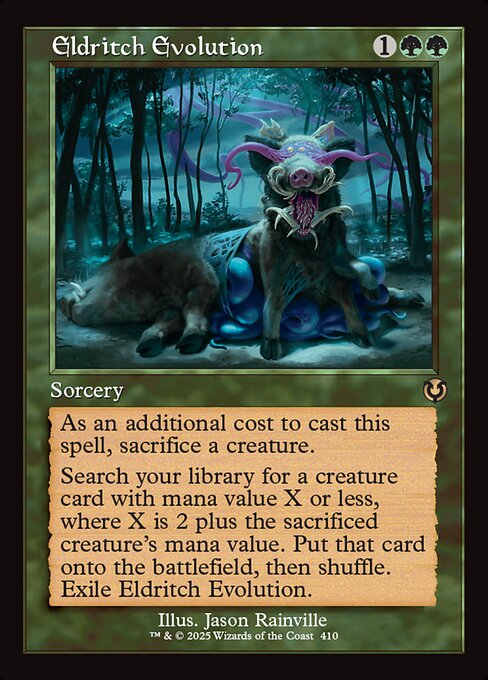 Eldritch Evolution 1
Sorcery
As an additional cost to cast this
spell, sacrifice a creature.
Search your library for a creature
card with mana value X or less,
where X is 2 plus the sacrificed
creature's mana value. Put that card
onto the battlefield, then shuffle.
Exile Eldritch Evolution.
Illus. Jason Rainville
™ & © 2025 Wizards of the Coast 410